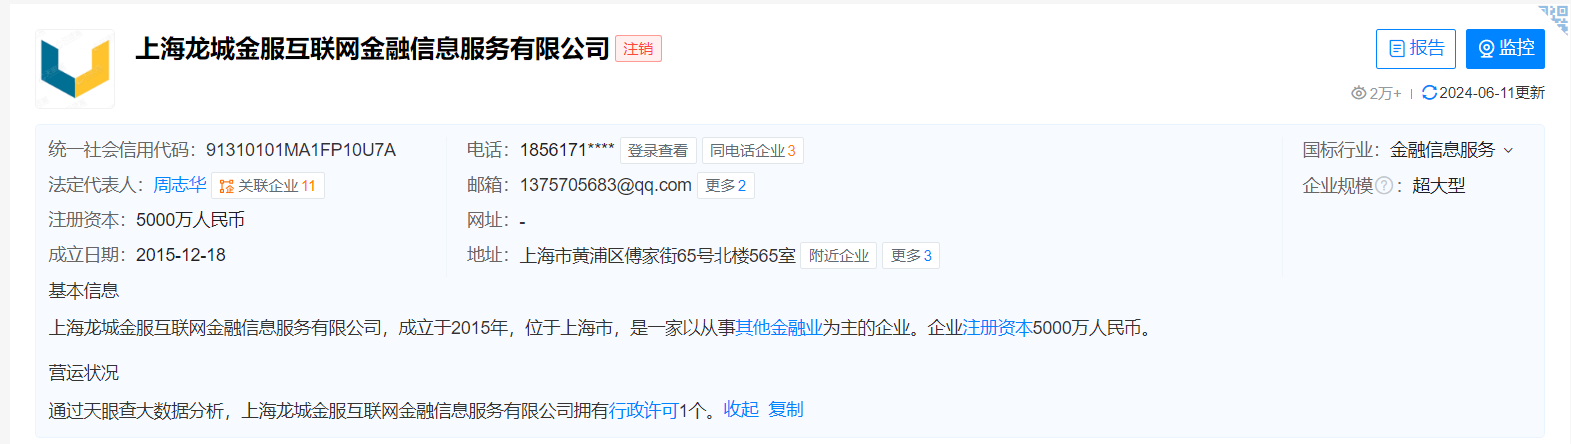 上海龙城金服互联网金融信息服务有限公司 注销
报告 监控
2万+ 2024-06-11更新
统一社会信用代码：91310101MA1FP10U7A 电话：1856171**** 登录查看 同电话企业 3 国标行业：金融信息服务
法定代表人：周志华 关联企业 11 邮箱：1375705683@qq.com 更多 2 企业规模?：超大型
注册资本：5000万人民币 网址：-
成立日期：2015-12-18 地址：上海市黄浦区傅家街65号北楼565室 附近企业 更多 3
基本信息
上海龙城金服互联网金融信息服务有限公司，成立于2015年，位于上海市，是一家以从事其他金融业为主的企业。企业注册资本5000万人民币。
营运状况
通过天眼查大数据分析，上海龙城金服互联网金融信息服务有限公司拥有行政许可1个。 收起 复制